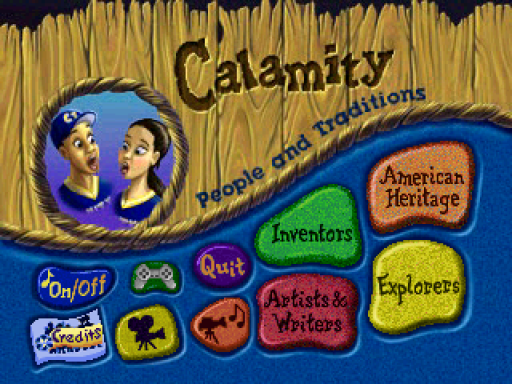 Calamity
People and Traditions
American
Heritage
Inventors
Quit
On/Off
Explorers
Artists &
Writers
Credits